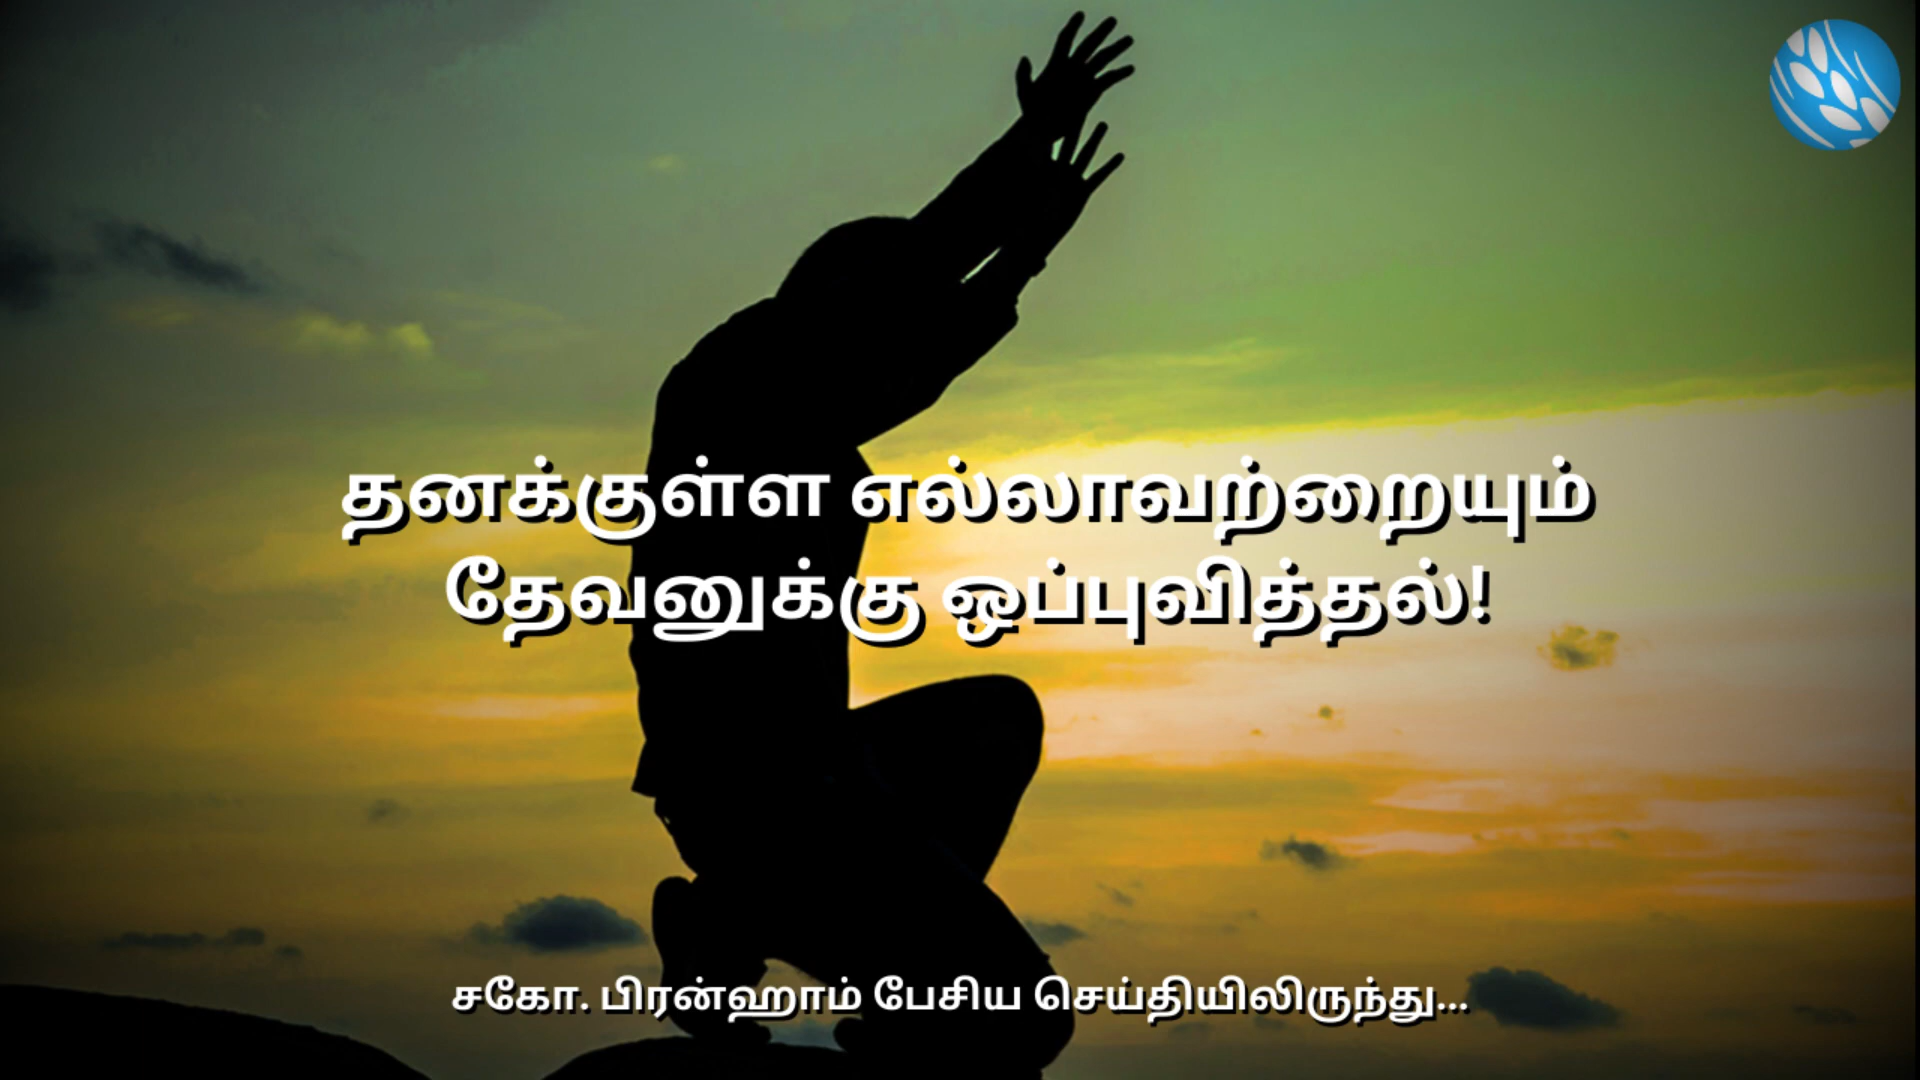 தனக்குள்ள எல்லாவற்றையும்
தேவனுக்கு ஒப்புவித்தல்!
சகோ. பிரன்ஹாம் பேசிய செய்தியிலிருந்து...